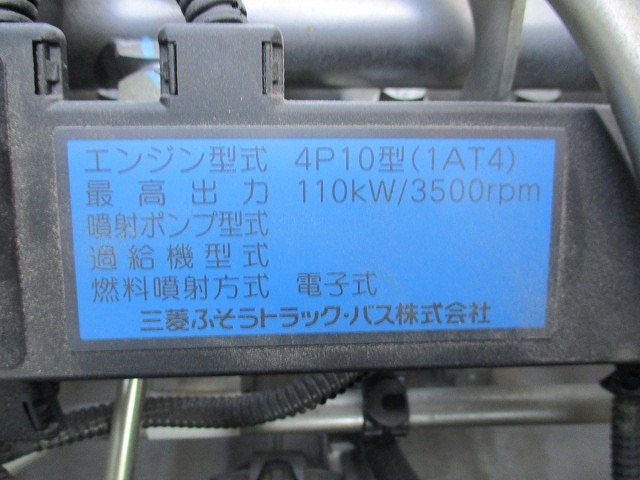 エンジン型式 4P10型(1AT4)
最高出力 110kW/3500rpm
噴射ポンプ型式
過給機型式
燃料噴射方式 電子式
三菱ふそうトラック・バス株式会社